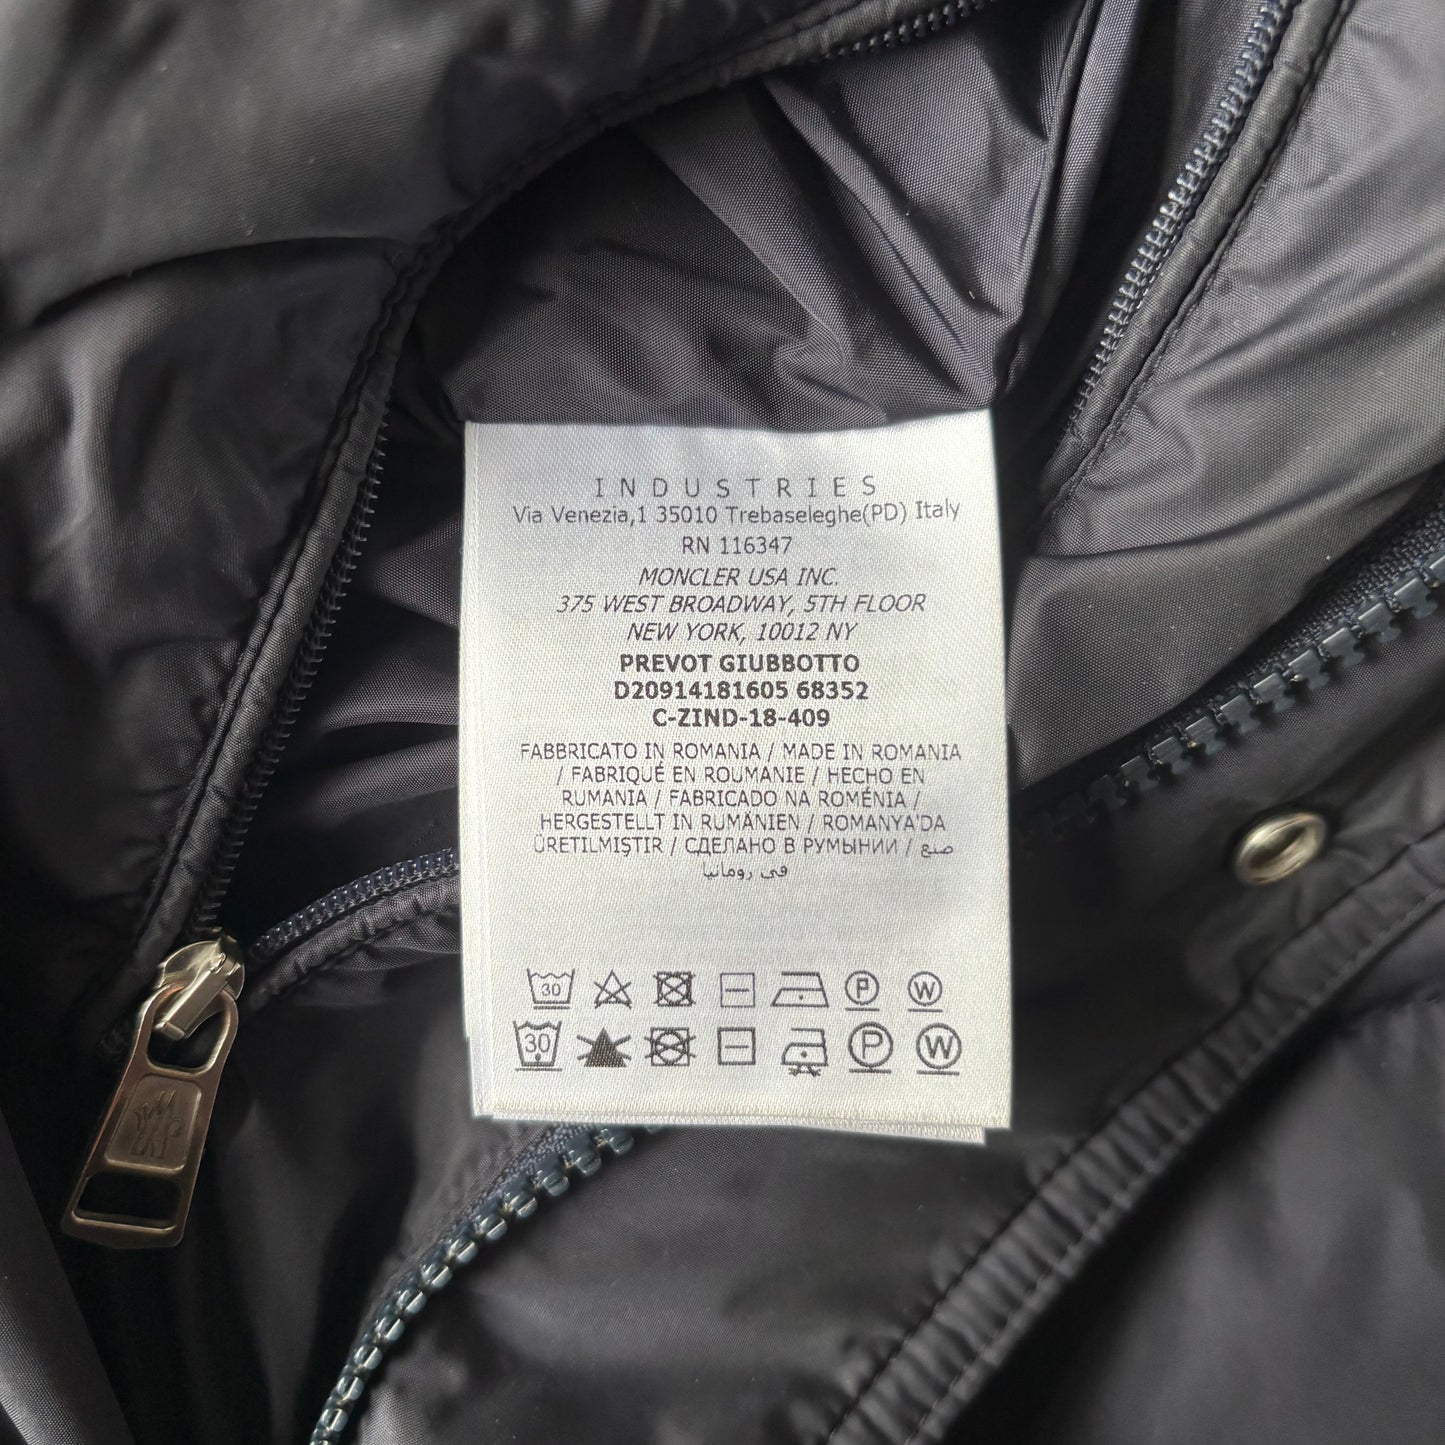 INDUSTRIES
Via Venezia,1 35010 Trebaseleghe(PD) Italy
RN 116347
MONCLER USA INC.
375 WEST BROADWAY, 5TH FLOOR
NEW YORK, 10012 NY
PREVOT GIUBBOTTO
D20914181605 68352
C-ZIND-18-409
FABBRICATO IN ROMANIA / MADE IN ROMANIA
/ FABRIQUÉ EN ROUMANIE / HECHO EN
RUMANIA / FABRICADO NA ROMÉNIA /
HERGESTELLT IN RUMÄNIEN / ROMANYA'DA
ÜRETILMIŞTIR / СДЕЛАНО В РУМЫНИИ / صنع
في رومانيا
30 P W
30 P W